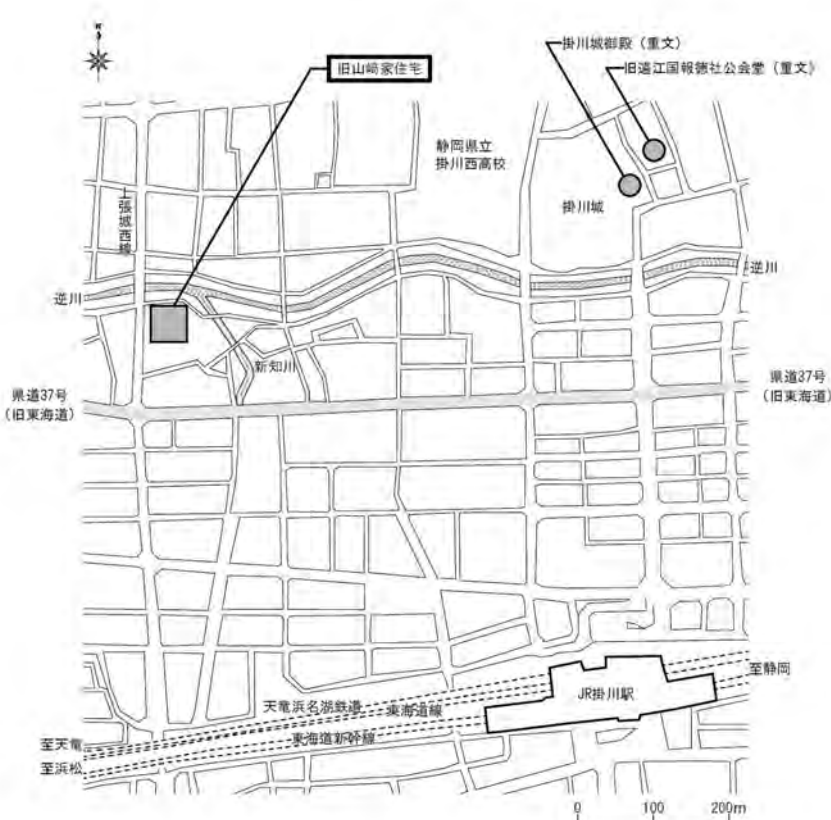 N
掛川城御殿（重文）
旧遠江国報徳社公会堂（重文）
旧山﨑家住宅
静岡県立
掛川西高校
掛川城
上張城西線
逆川
逆川
新知川
県道37号
（旧東海道）
県道37号
（旧東海道）
至静岡
JR掛川駅
天竜浜名湖鉄道
東海道線
東海道新幹線
至天竜
至浜松
0 100 200m